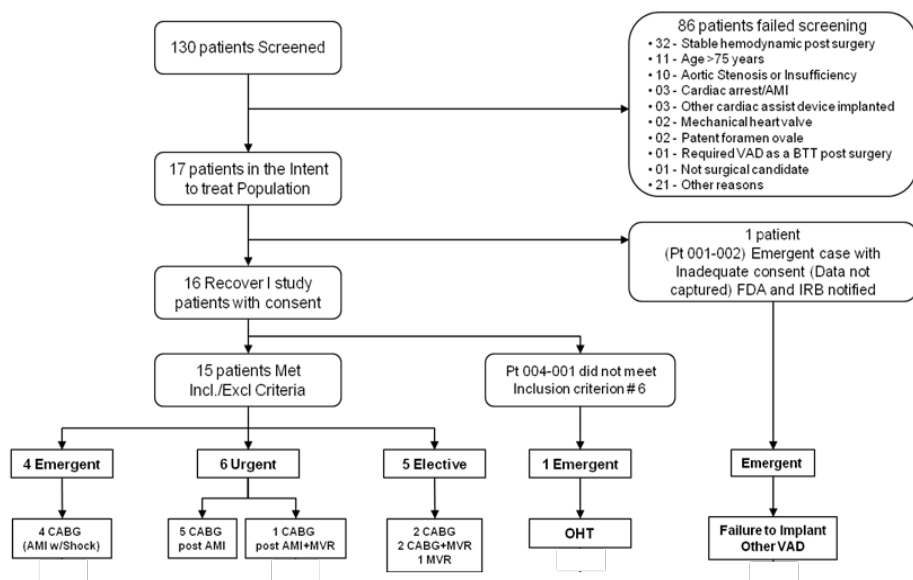 130 patients Screened
86 patients failed screening
• 32 - Stable hemodynamic post surgery
• 11 - Age >75 years
• 10 - Aortic Stenosis or Insufficiency
• 03 - Cardiac arrest/AMI
• 03 - Other cardiac assist device implanted
• 02 - Mechanical heart valve
• 02 - Patent foramen ovale
• 01 - Required VAD as a BTT post surgery
• 01 - Not surgical candidate
• 21 - Other reasons
17 patients in the Intent
to treat Population
1 patient
(Pt 001-002) Emergent case with
Inadequate consent (Data not
captured) FDA and IRB notified
16 Recover I study
patients with consent
15 patients Met
Incl./Excl Criteria
Pt 004-001 did not meet
Inclusion criterion # 6
4 Emergent
6 Urgent
5 Elective
1 Emergent
Emergent
4 CABG
(AMI w/Shock)
5 CABG
post AMI
1 CABG
post AMI+MVR
2 CABG
2 CABG+MVR
1 MVR
OHT
Failure to Implant
Other VAD